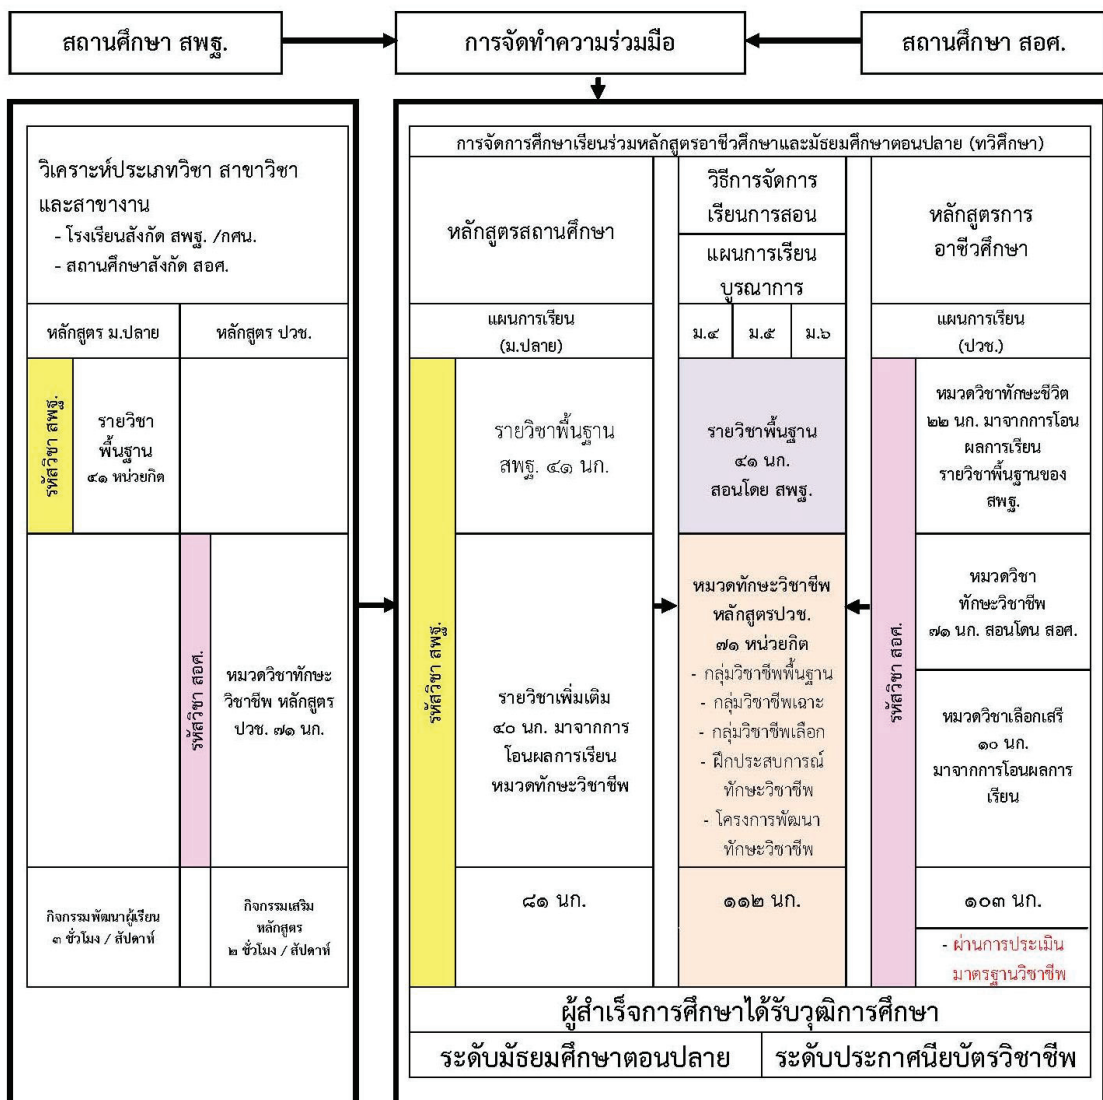 สถานศึกษา สพฐ.
การจัดทำความร่วมมือ
สถานศึกษา สอศ.
วิเคราะห์ประเภทวิชา สาขาวิชา
และสาขางาน
- โรงเรียนสังกัด สพฐ. /กศน.
- สถานศึกษาสังกัด สอศ.
หลักสูตร ม.ปลาย
หลักสูตร ปวช.
รหัสวิชา สพฐ.
รายวิชา
พื้นฐาน
๔๑ หน่วยกิต
รหัสวิชา สอศ.
หมวดวิชาทักษะ
วิชาชีพ หลักสูตร
ปวช. ๗๑ นก.
กิจกรรมพัฒนาผู้เรียน
๓ ชั่วโมง / สัปดาห์
กิจกรรมเสริม
หลักสูตร
๒ ชั่วโมง / สัปดาห์
การจัดการศึกษาเรียนร่วมหลักสูตรอาชีวศึกษาและมัธยมศึกษาตอนปลาย (ทวิศึกษา)
หลักสูตรสถานศึกษา
วิธีการจัดการ
เรียนการสอน
แผนการเรียน
บูรณาการ
หลักสูตรการ
อาชีวศึกษา
แผนการเรียน
(ม.ปลาย)
ม.๔
ม.๕
ม.๖
แผนการเรียน
(ปวช.)
รหัสวิชา สพฐ.
รายวิชาพื้นฐาน
สพฐ. ๔๑ นก.
รายวิชาพื้นฐาน
๔๑ นก.
สอนโดย สพฐ.
รหัสวิชา สอศ.
หมวดวิชาทักษะชีวิต
๒๒ นก. มาจากการโอน
ผลการเรียน
รายวิชาพื้นฐานของ
สพฐ.
รายวิชาเพิ่มเติม
๔๐ นก. มาจากการ
โอนผลการเรียน
หมวดทักษะวิชาชีพ
หมวดทักษะวิชาชีพ
หลักสูตรปวช.
๗๑ หน่วยกิต
- กลุ่มวิชาชีพพื้นฐาน
- กลุ่มวิชาชีพเฉาะ
- กลุ่มวิชาชีพเลือก
- ฝึกประสบการณ์
ทักษะวิชาชีพ
- โครงการพัฒนา
ทักษะวิชาชีพ
หมวดวิชา
ทักษะวิชาชีพ
๗๑ นก. สอนโดน สอศ.
หมวดวิชาเลือกเสรี
๑๐ นก.
มาจากการโอนผลการ
เรียน
๘๑ นก.
๑๑๒ นก.
๑๐๓ นก.
- ผ่านการประเมิน
มาตรฐานวิชาชีพ
ผู้สำเร็จการศึกษาได้รับวุฒิการศึกษา
ระดับมัธยมศึกษาตอนปลาย
ระดับประกาศนียบัตรวิชาชีพ